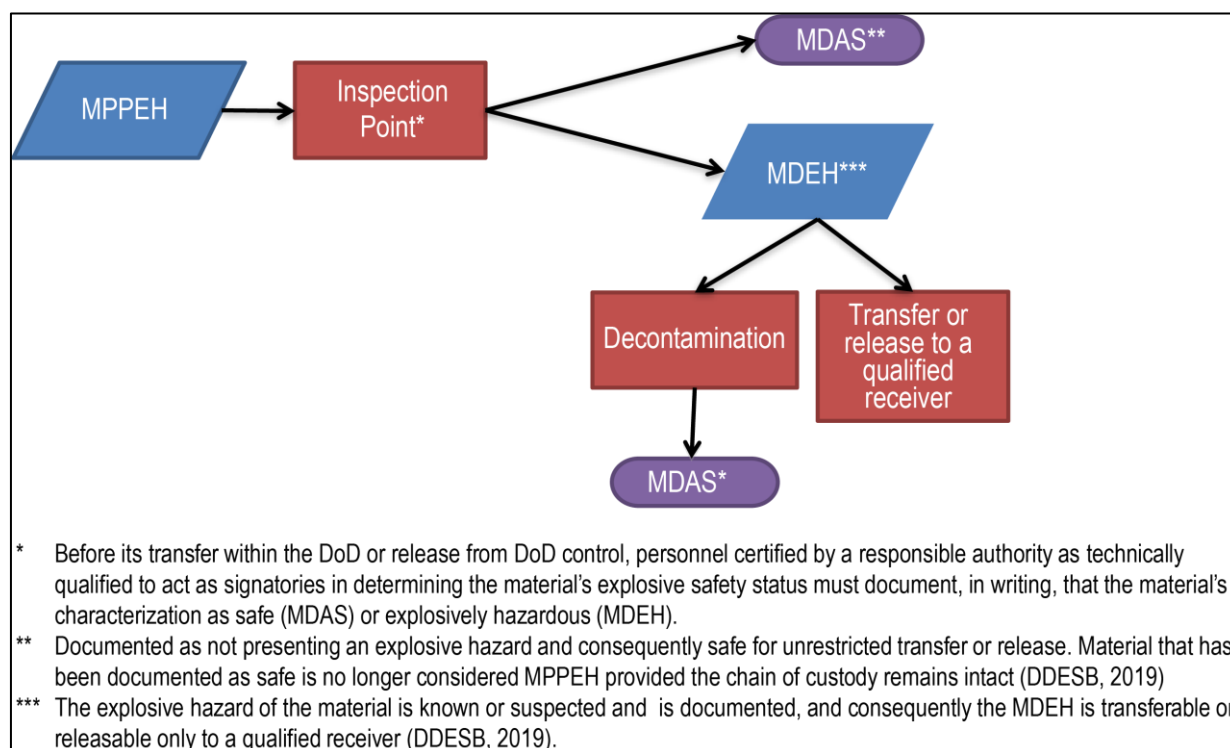 MDAS**
MPPEH
Inspection
Point*
MDEH***
Decontamination
Transfer or
release to a
qualified
receiver
MDAS*
* Before its transfer within the DoD or release from DoD control, personnel certified by a responsible authority as technically
qualified to act as signatories in determining the material’s explosive safety status must document, in writing, that the material’s
characterization as safe (MDAS) or explosively hazardous (MDEH).
** Documented as not presenting an explosive hazard and consequently safe for unrestricted transfer or release. Material that has
been documented as safe is no longer considered MPPEH provided the chain of custody remains intact (DDESB, 2019)
*** The explosive hazard of the material is known or suspected and is documented, and consequently the MDEH is transferable or
releasable only to a qualified receiver (DDESB, 2019).